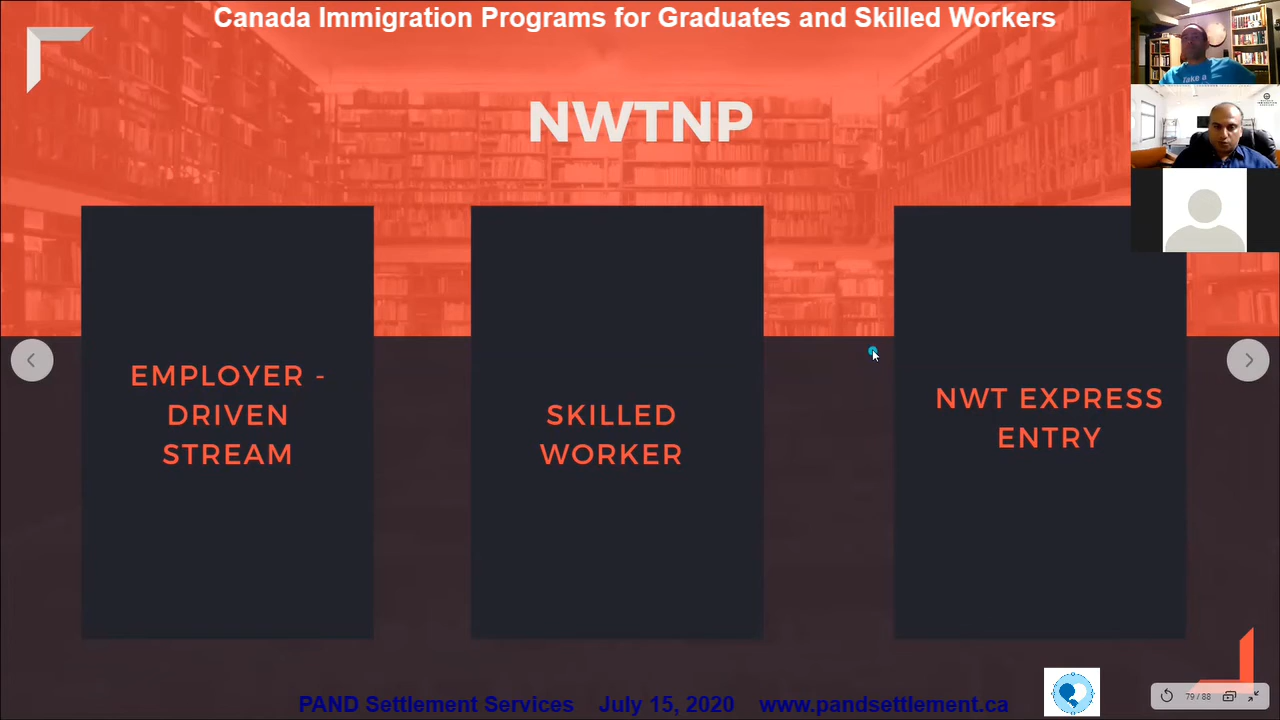 Canada Immigration Programs for Graduates and Skilled Workers
NWTNP
EMPLOYER -
DRIVEN
STREAM
SKILLED
WORKER
NWT EXPRESS
ENTRY
Take a
PAND Settlement Services July 15, 2020 www.pandsettlement.ca
79 / 88